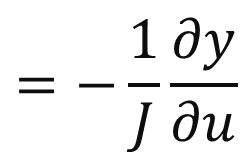 = − 1/J ∂y/∂u